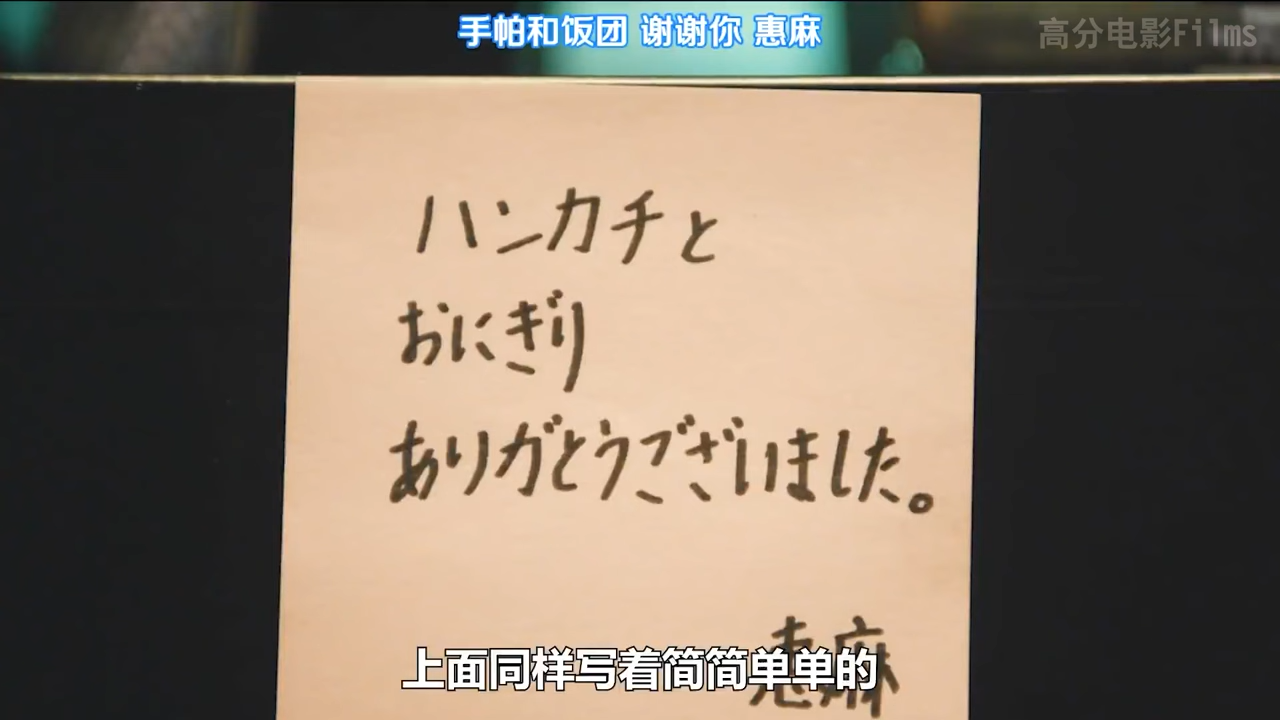 手帕和饭团 谢谢你 惠麻
高分电影Films
ハンカチと
おにぎり
ありがとうございました。
恵麻
上面同样写着简简单单的